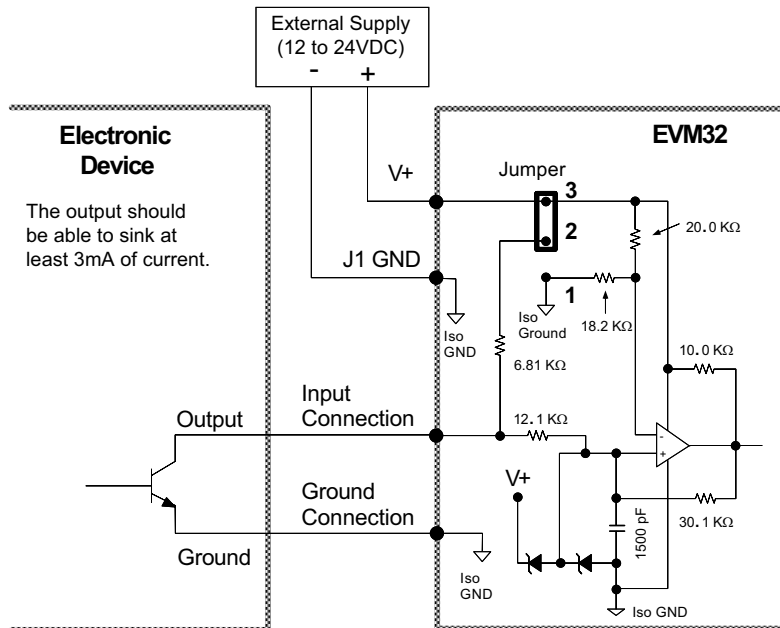 External Supply
(12 to 24VDC)
- +
Electronic
Device
EVM32
The output should
be able to sink at
least 3mA of current.
V+
Jumper
3
2
20.0 KΩ
J1 GND
1
Iso
GND
Iso
Ground
18.2 KΩ
6.81 KΩ
10.0 KΩ
Input
Connection
Output
12.1 KΩ
-
+
V+
Ground
Connection
1500 pF
30.1 KΩ
Ground
Iso
GND
Iso GND